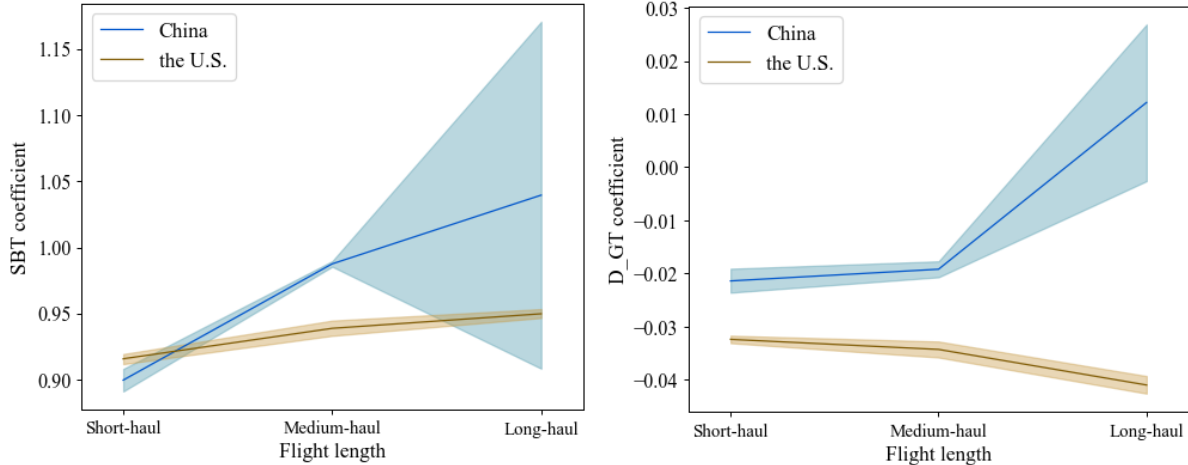 China
the U.S.
1.15
1.10
1.05
1.00
0.95
0.90
SBT coefficient
Short-haul
Medium-haul
Long-haul
Flight length
China
the U.S.
0.03
0.02
0.01
0.00
−0.01
−0.02
−0.03
−0.04
D_GT coefficient
Short-haul
Medium-haul
Long-haul
Flight length